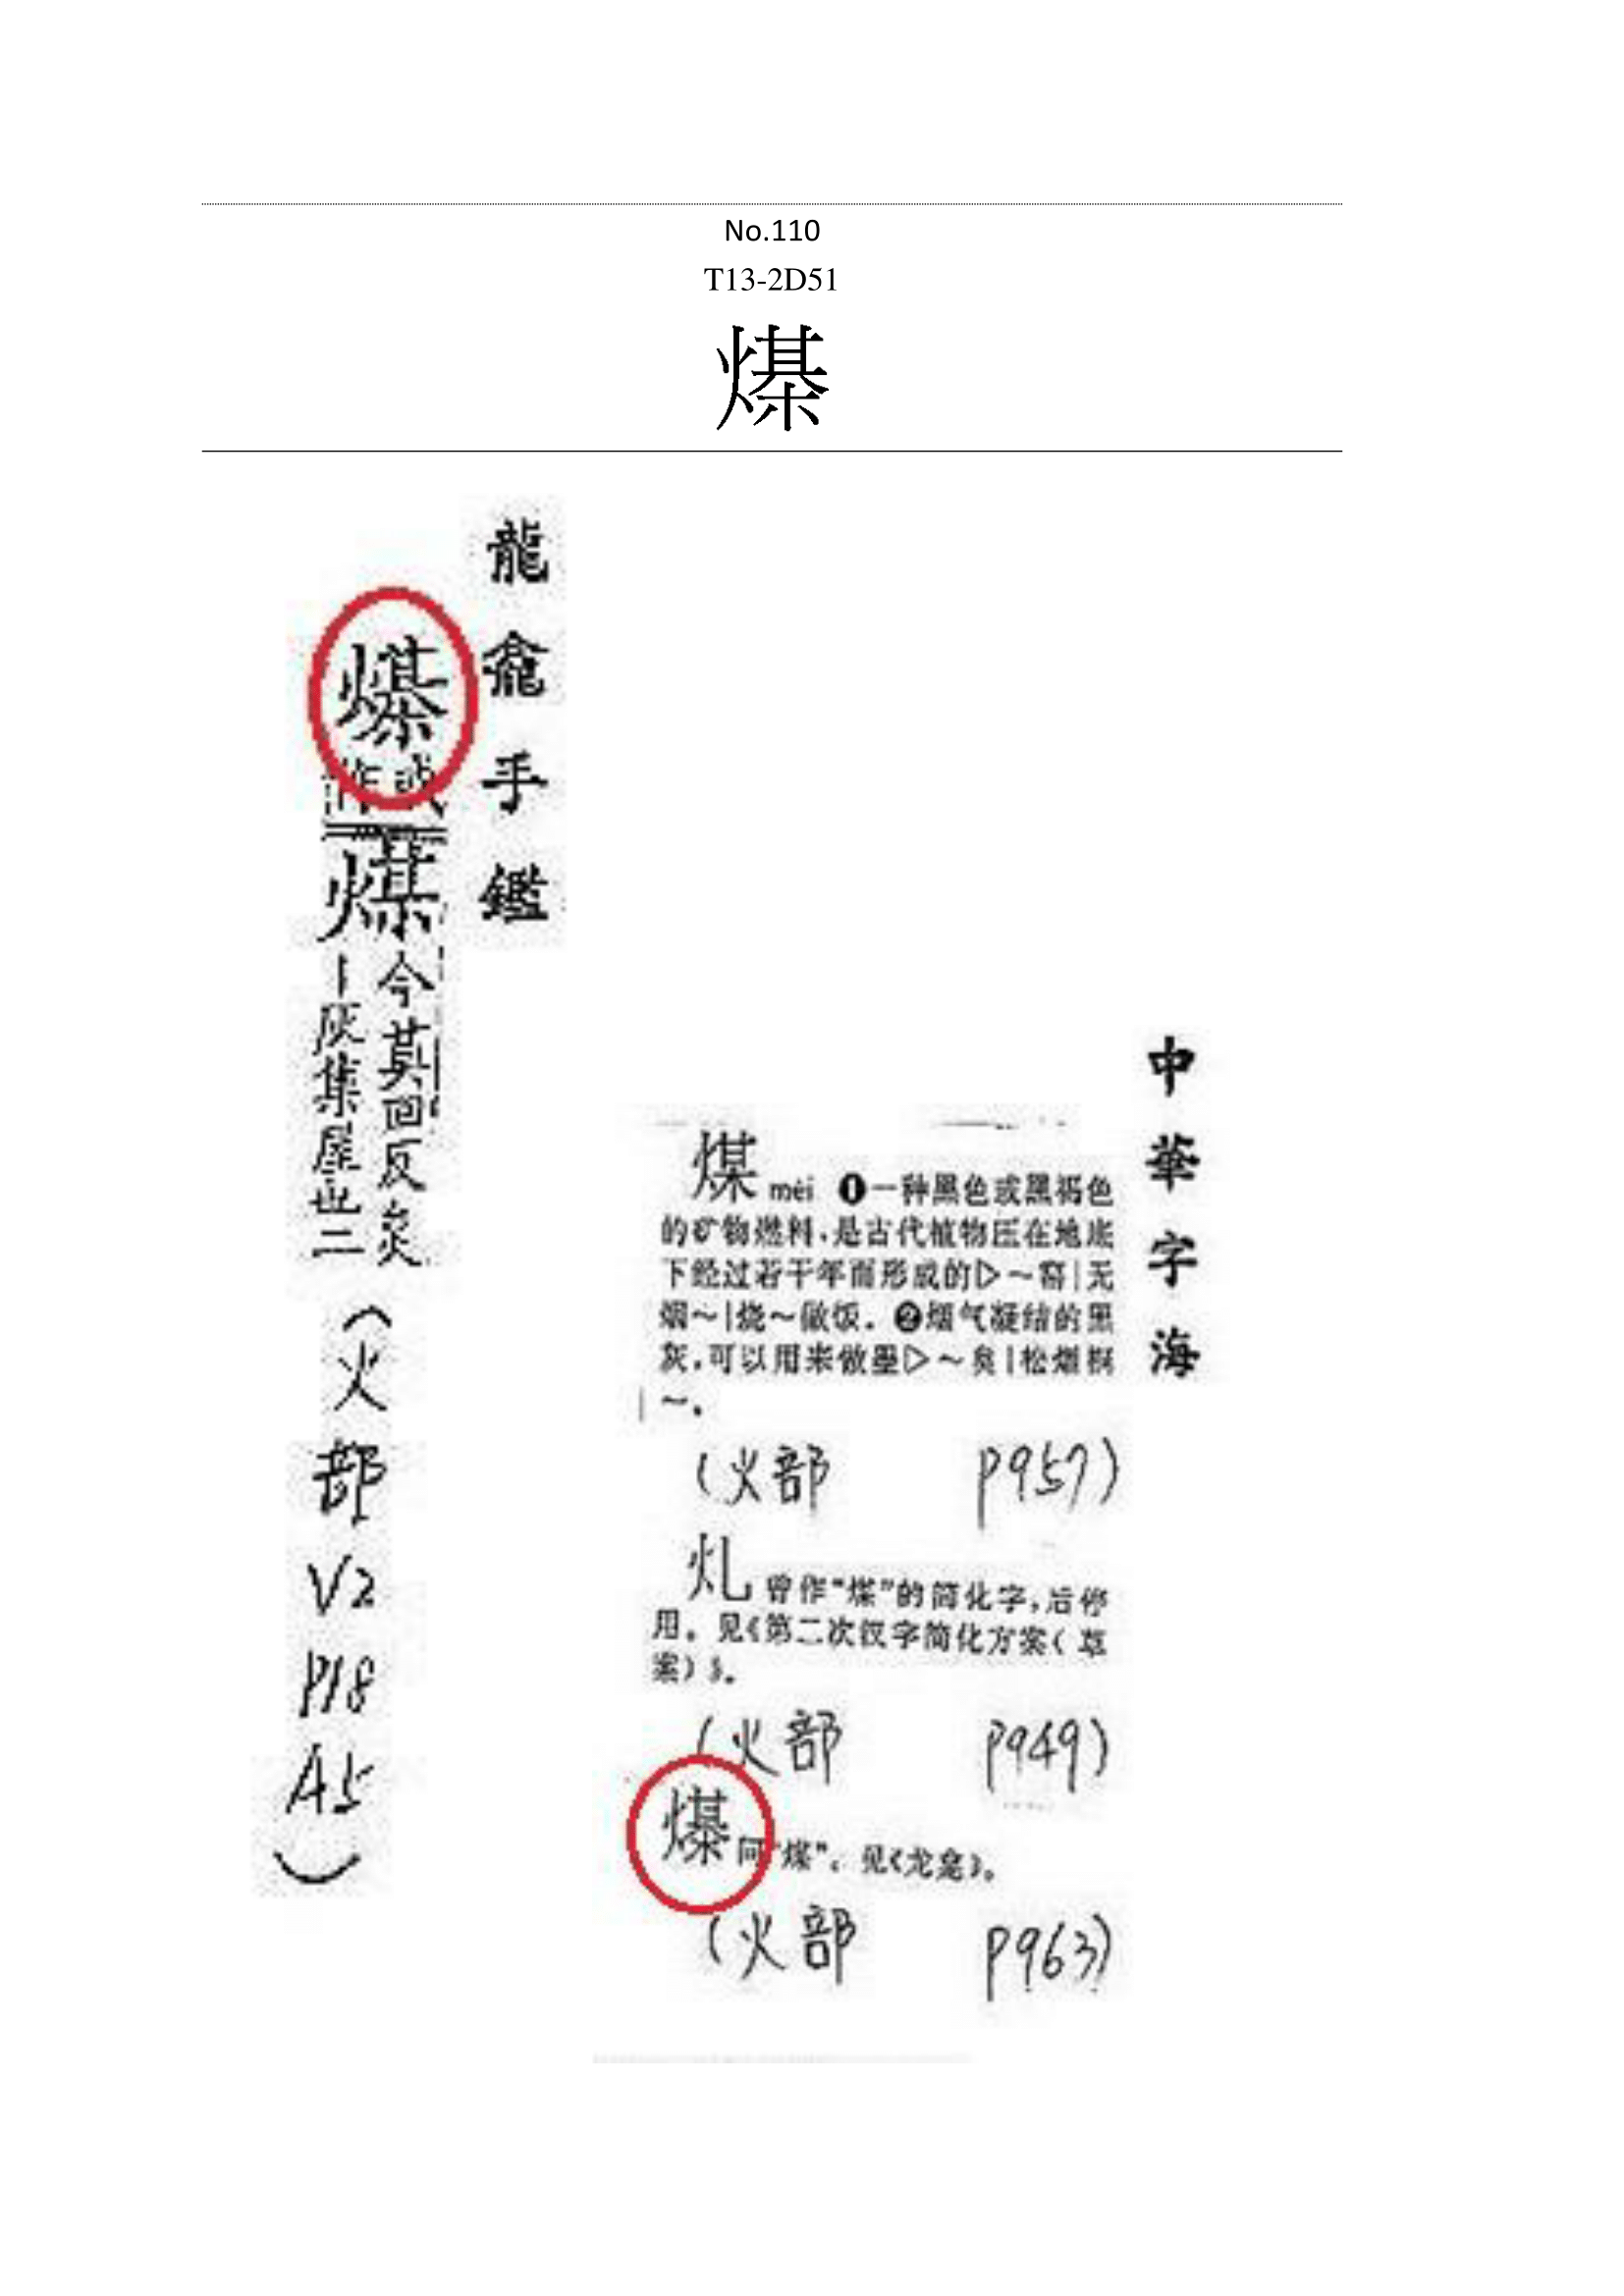 No.110
T13-2D51
龍龕手鑑
或作
煤
今莫回反炱
丨灰集屋也二
(火部 V2 P18 A5)
中華字海
煤 méi ❶一种黑色或黑褐色
的矿物燃料,是古代植物压在地底
下经过若干年而形成的▷~窑|无
烟~|烧~做饭。❷烟气凝结的黑
灰,可以用来做墨▷~炱|松烟
~。
(火部 P957)
曾作“煤”的简化字,后停
用。见《第二次汉字简化方案(草
案)》。
(火部 P949)
同“煤”。见《龙龛》。
(火部 P963)